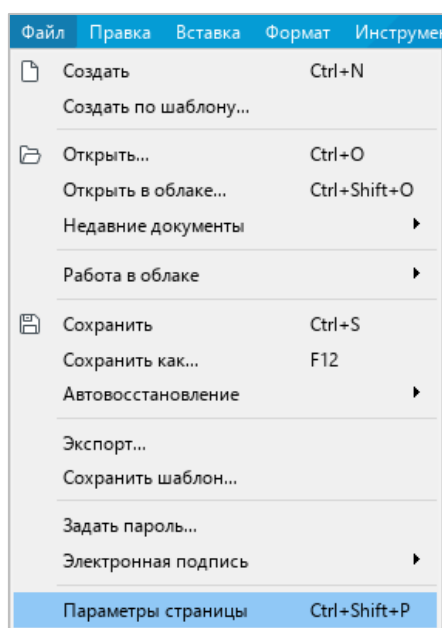 Файл Правка Вставка Формат Инструме
Создать Ctrl+N
Создать по шаблону...
Открыть... Ctrl+O
Открыть в облаке... Ctrl+Shift+O
Недавние документы
Работа в облаке
Сохранить Ctrl+S
Сохранить как... F12
Автовосстановление
Экспорт...
Сохранить шаблон...
Задать пароль...
Электронная подпись
Параметры страницы Ctrl+Shift+P